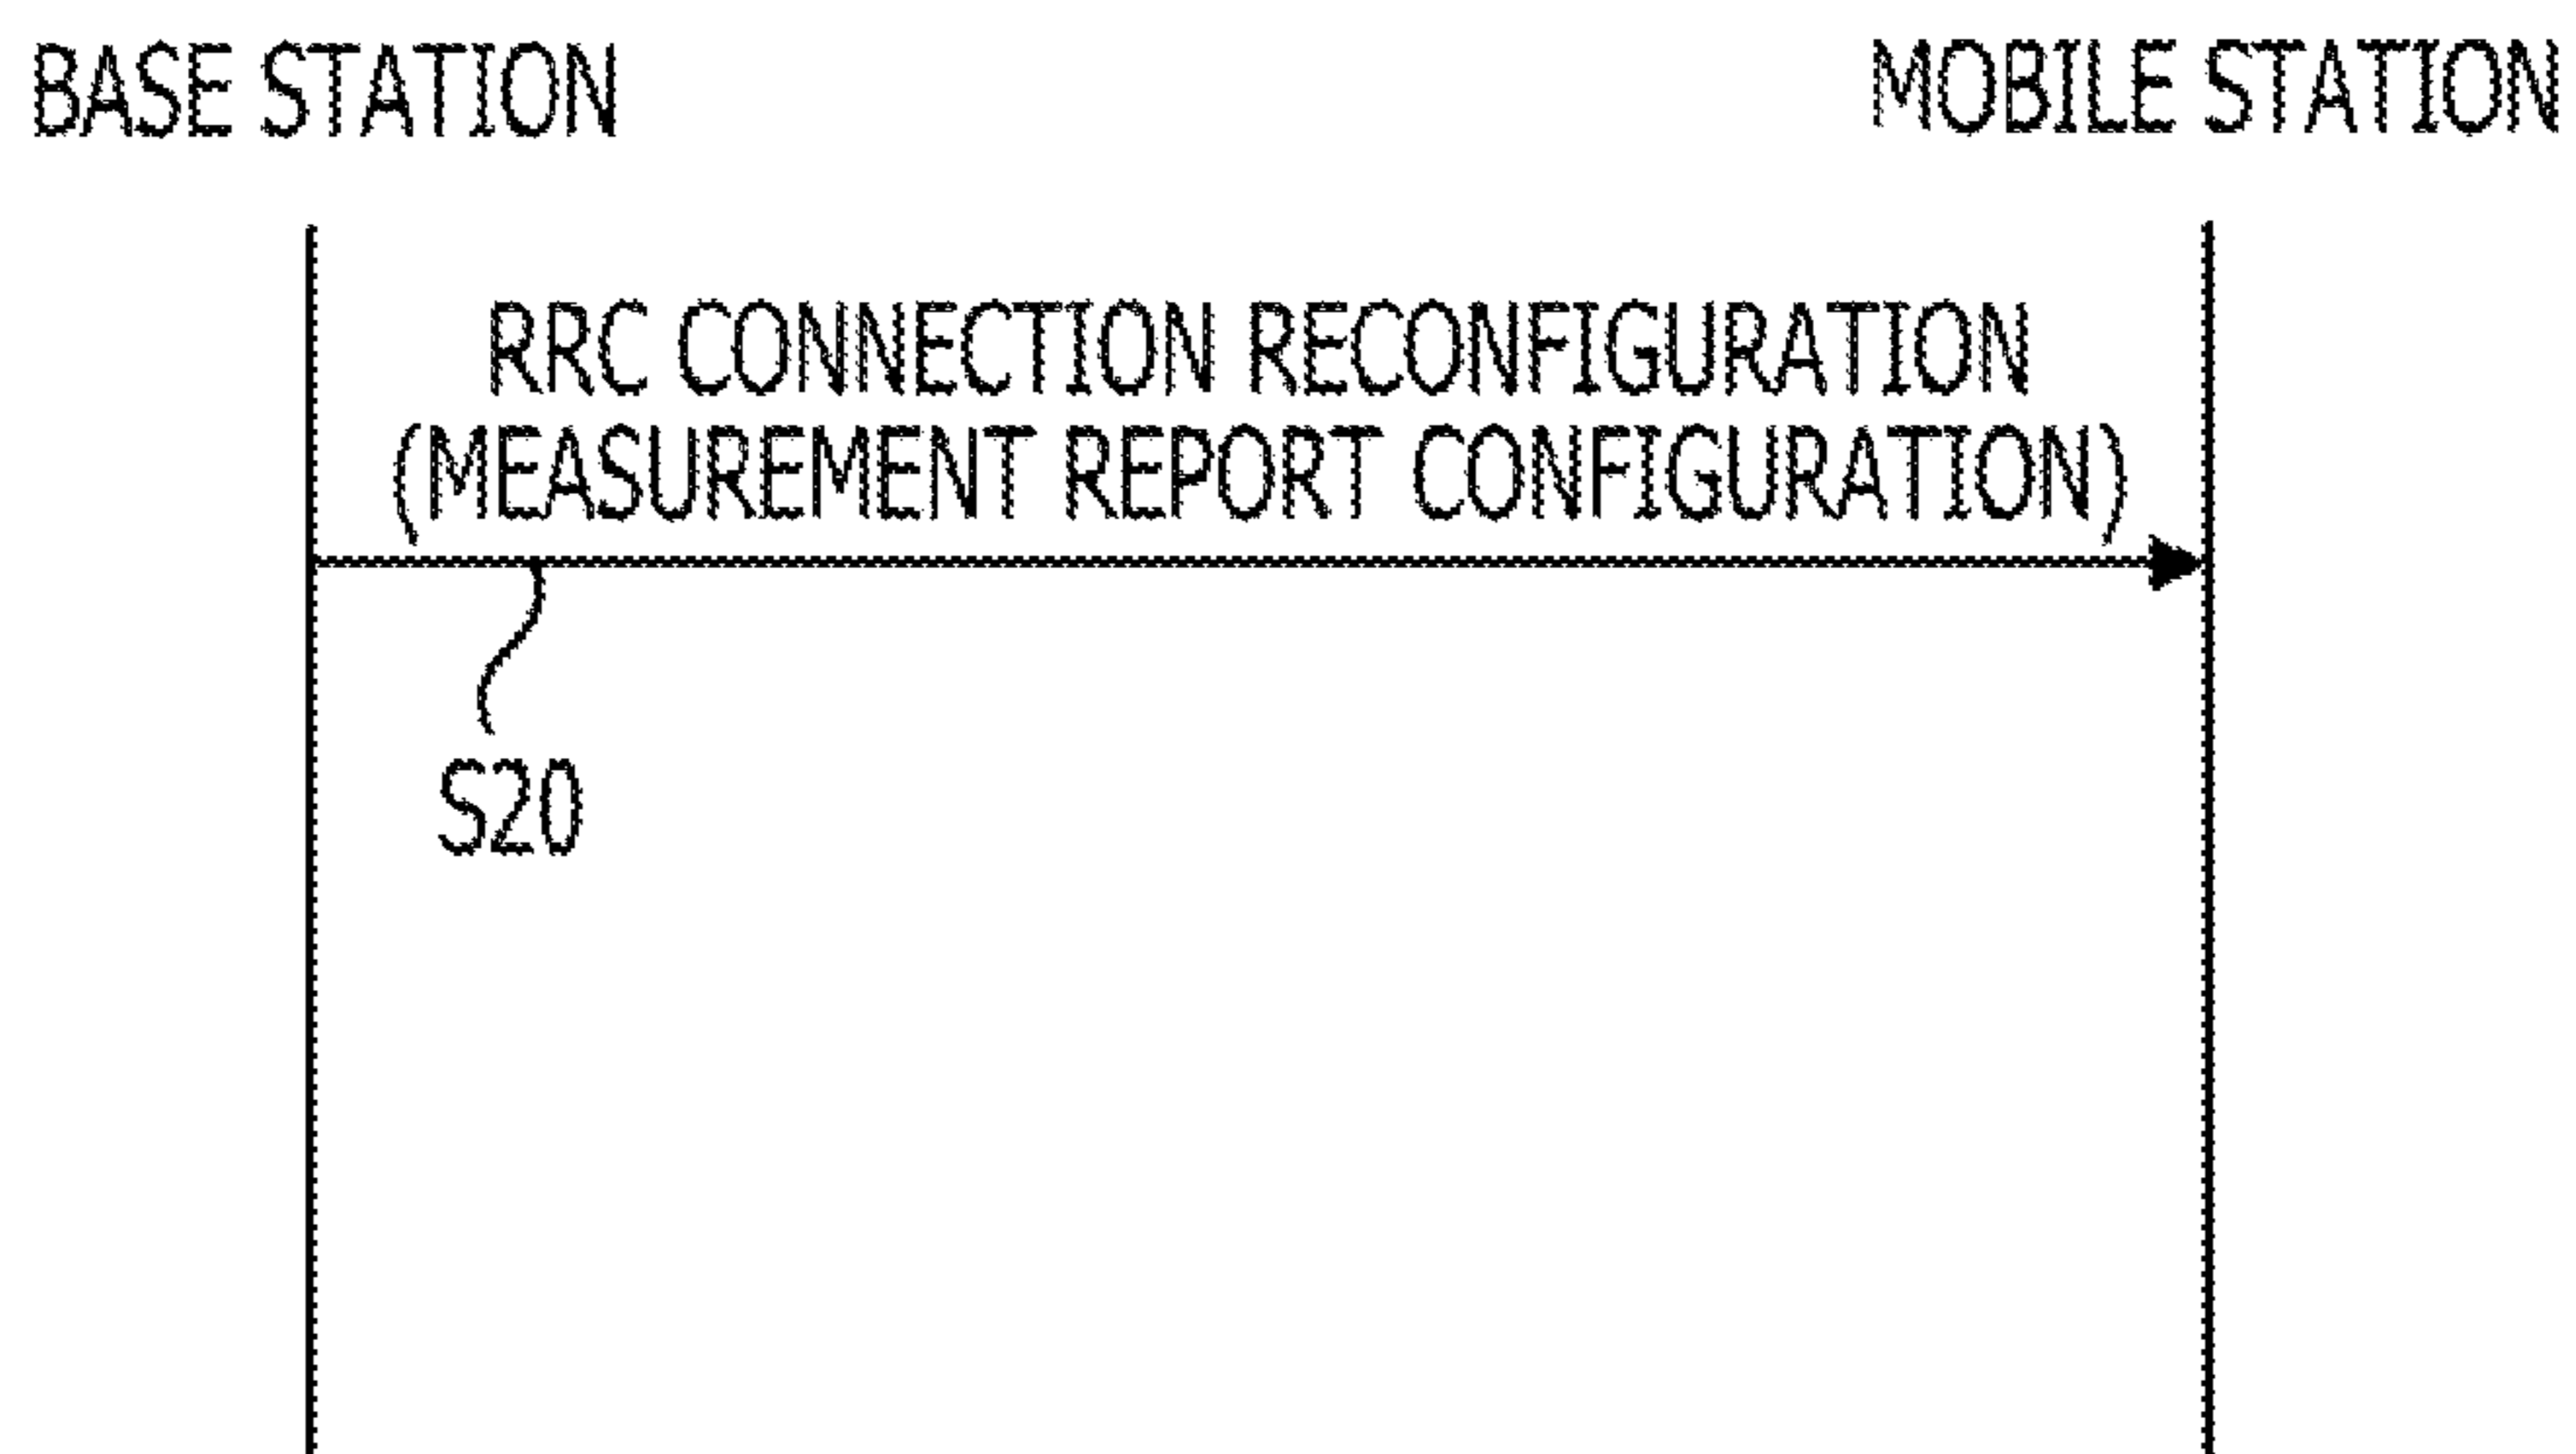 BASE STATION
MOBILE STATION
RRC CONNECTION RECONFIGURATION
(MEASUREMENT REPORT CONFIGURATION)
S20